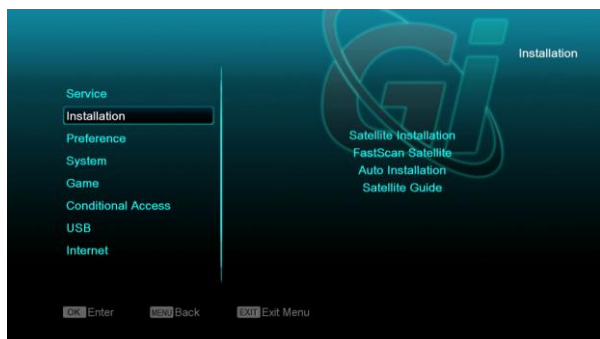 Installation
Service
Installation
Preference
System
Game
Conditional Access
USB
Internet
Satellite Installation
FastScan Satellite
Auto Installation
Satellite Guide
Gi
OK Enter MENU Back EXIT Exit Menu